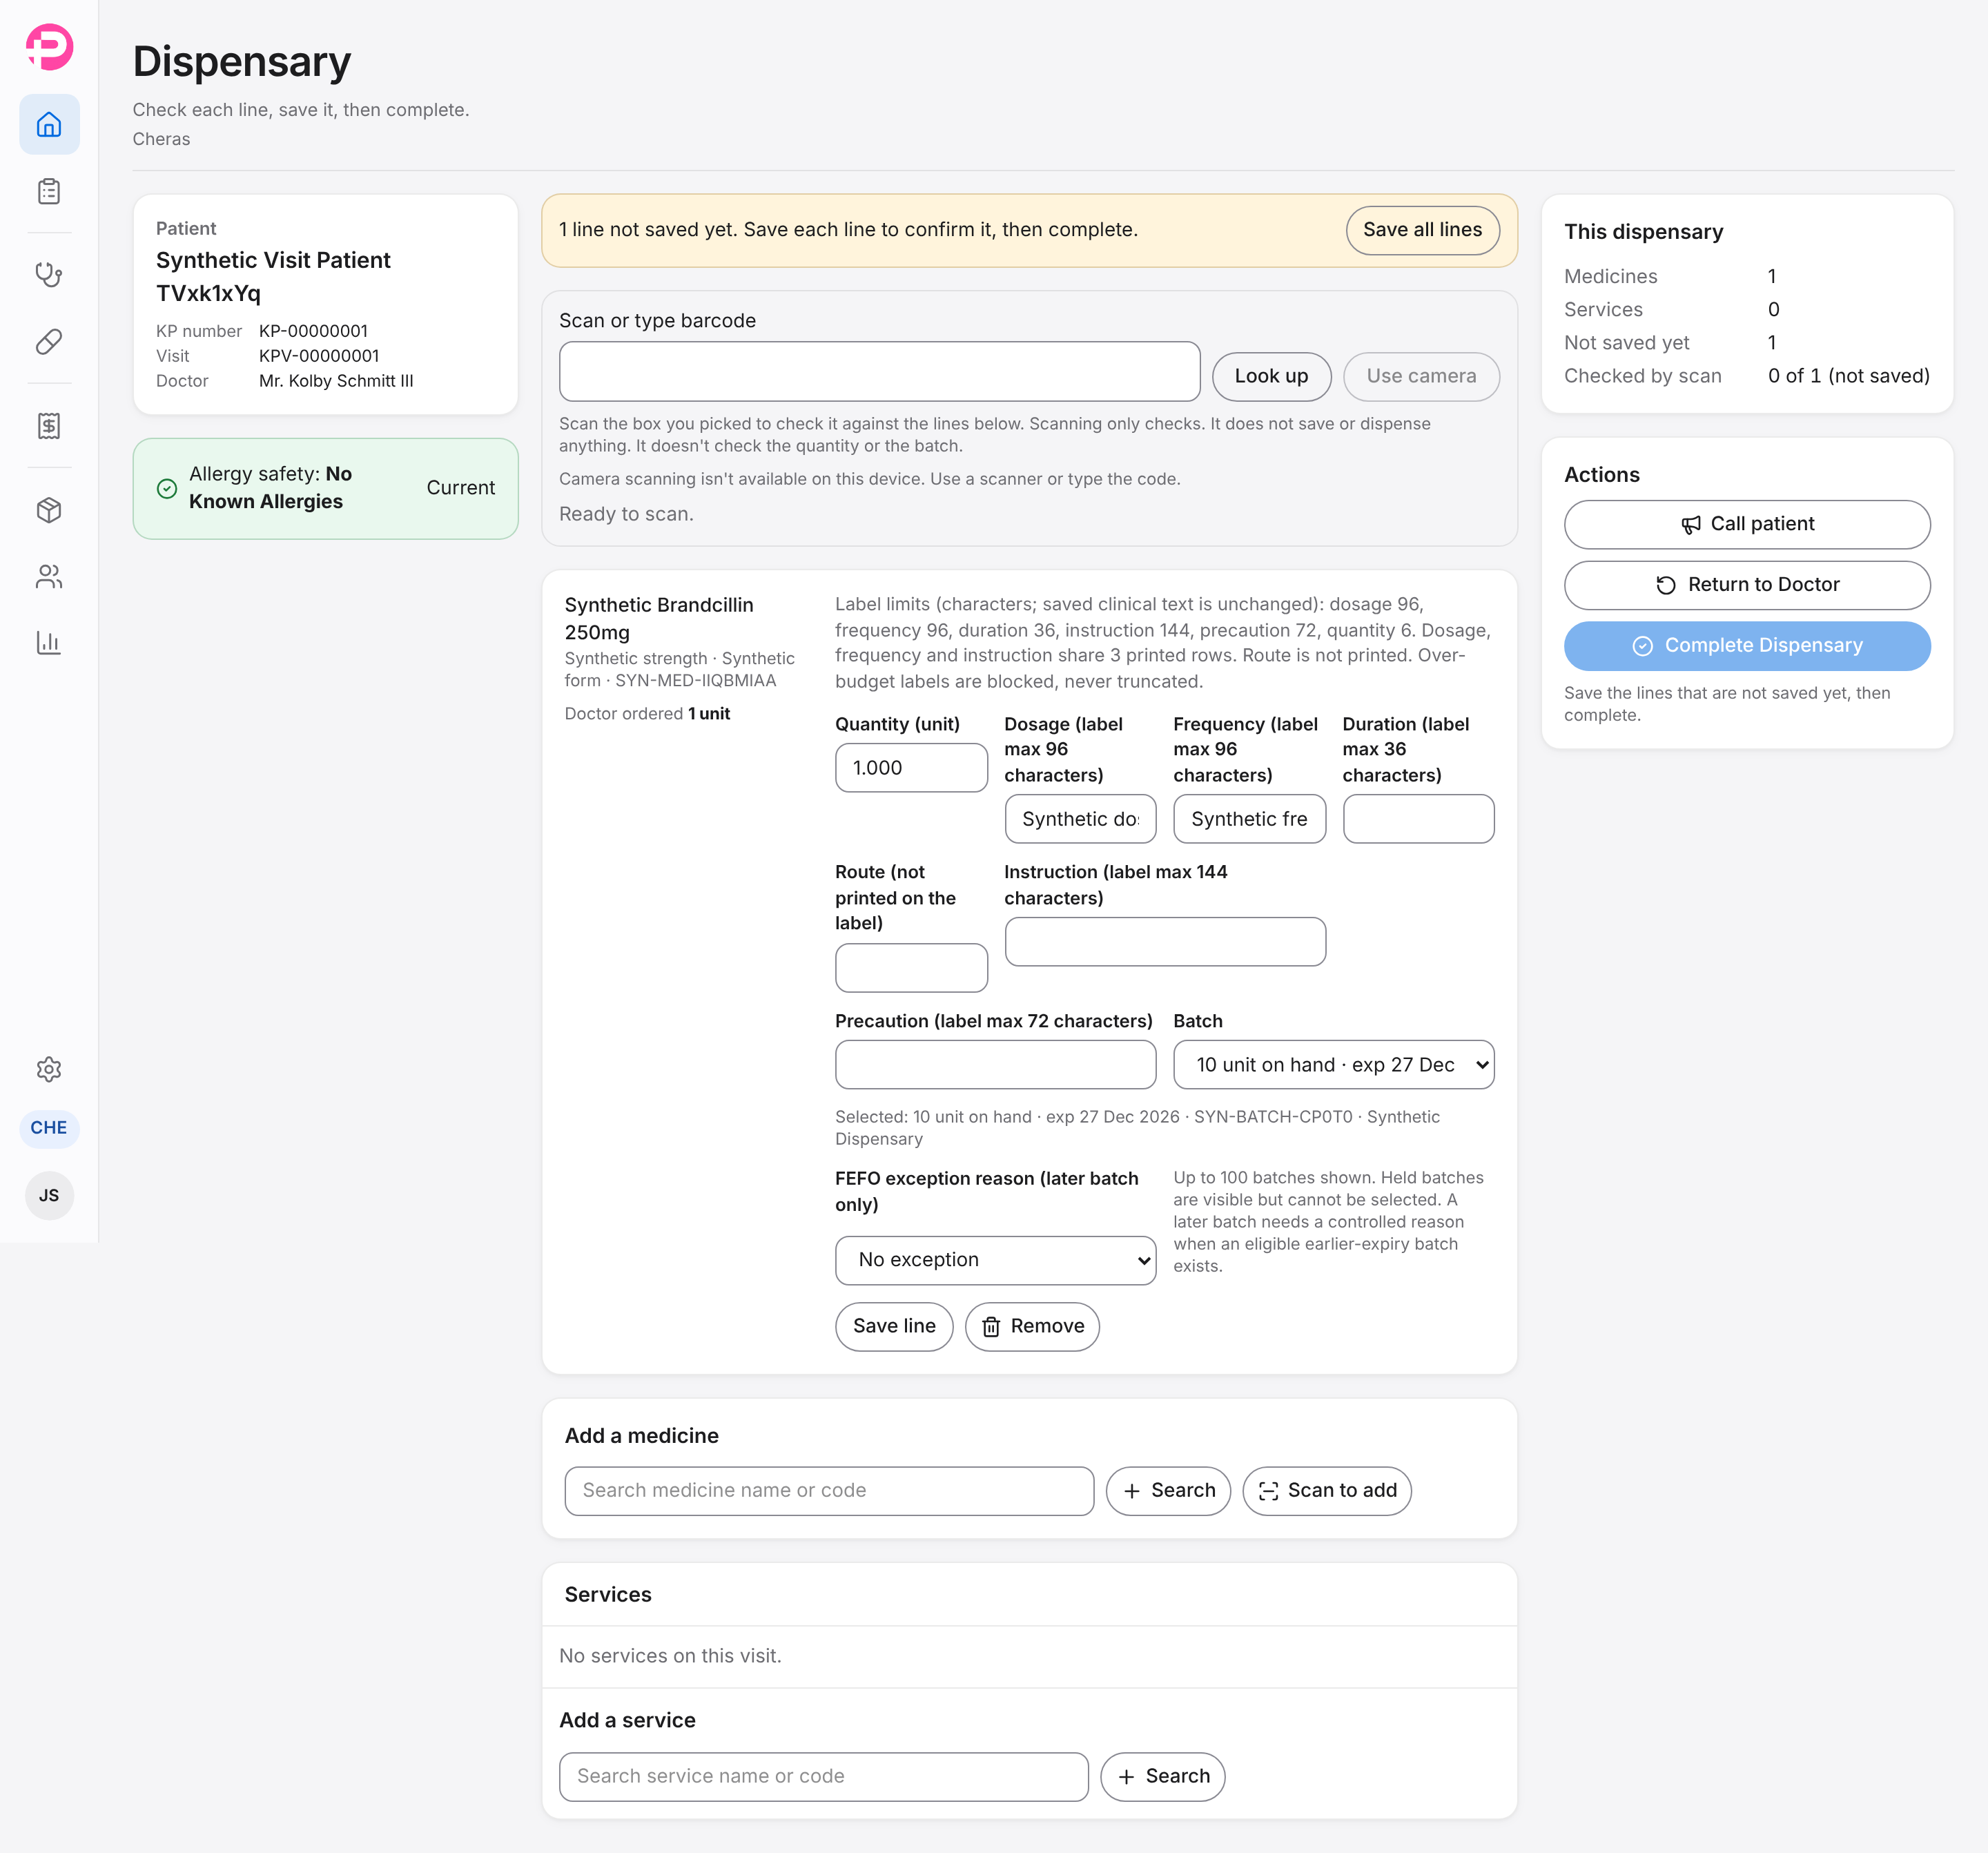 Dispensary
Check each line, save it, then complete.
Cheras
Patient
Synthetic Visit Patient
TVxk1xYq
KP number KP-00000001
Visit KPV-00000001
Doctor Mr. Kolby Schmitt III
Allergy safety: No
Known Allergies
Current
1 line not saved yet. Save each line to confirm it, then complete.
Save all lines
Scan or type barcode
Look up
Use camera
Scan the box you picked to check it against the lines below. Scanning only checks. It does not save or dispense
anything. It doesn't check the quantity or the batch.
Camera scanning isn't available on this device. Use a scanner or type the code.
Ready to scan.
Synthetic Brandcillin
250mg
Synthetic strength · Synthetic
form · SYN-MED-IIQBMIAA
Doctor ordered 1 unit
Label limits (characters; saved clinical text is unchanged): dosage 96,
frequency 96, duration 36, instruction 144, precaution 72, quantity 6. Dosage,
frequency and instruction share 3 printed rows. Route is not printed. Over-
budget labels are blocked, never truncated.
Quantity (unit)
1.000
Dosage (label
max 96
characters)
Synthetic do
Frequency (label
max 96
characters)
Synthetic fre
Duration (label
max 36
characters)
Route (not
printed on the
label)
Instruction (label max 144
characters)
Precaution (label max 72 characters)
Batch
10 unit on hand · exp 27 Dec
Selected: 10 unit on hand · exp 27 Dec 2026 · SYN-BATCH-CP0T0 · Synthetic
Dispensary
FEFO exception reason (later batch
only)
No exception
Up to 100 batches shown. Held batches
are visible but cannot be selected. A
later batch needs a controlled reason
when an eligible earlier-expiry batch
exists.
Save line
Remove
Add a medicine
Search medicine name or code
Search
Scan to add
Services
No services on this visit.
Add a service
Search service name or code
Search
This dispensary
Medicines 1
Services 0
Not saved yet 1
Checked by scan 0 of 1 (not saved)
Actions
Call patient
Return to Doctor
Complete Dispensary
Save the lines that are not saved yet, then
complete.
CHE
JS